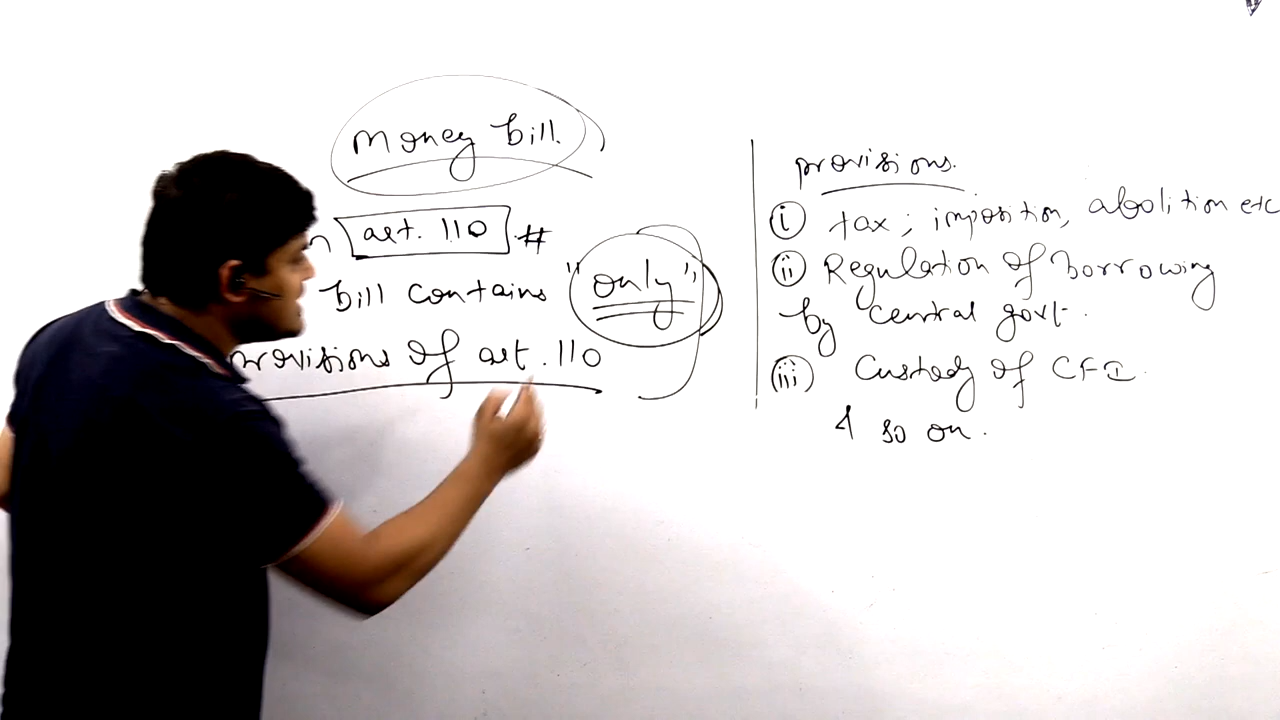 Money bill.
art. 110 #
bill contains "only"
provisions of art. 110
provisions.
(i) tax ; imposition, abolition etc
(ii) Regulation of Borrowing
by central govt.
(iii) Custody of CFI
& so on.